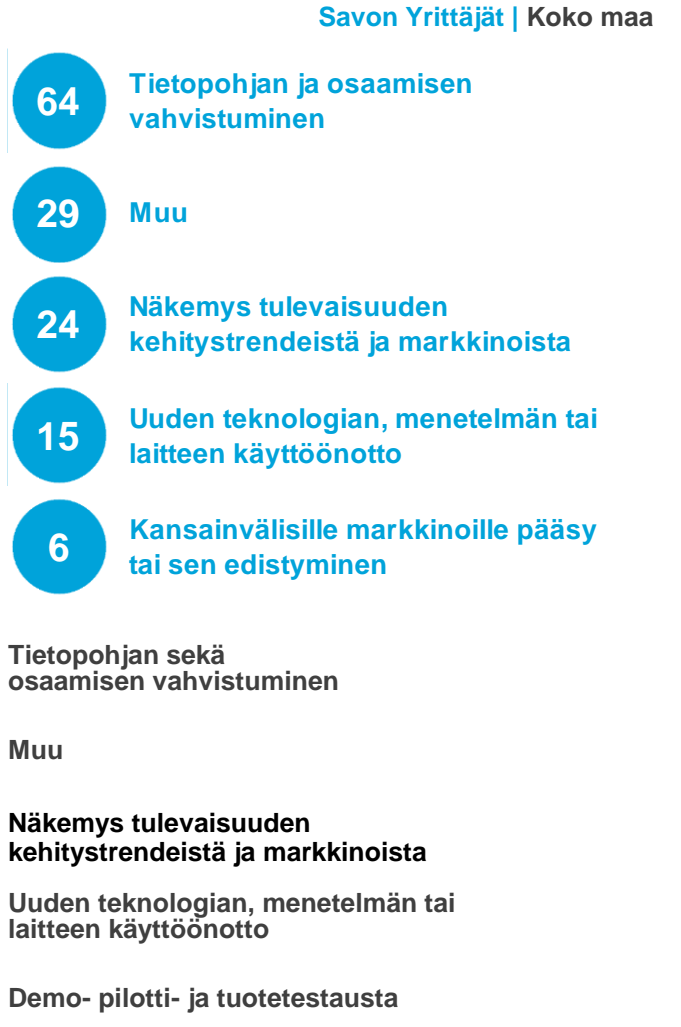 Savon Yrittäjät | Koko maa
64
Tietopohjan ja osaamisen
vahvistuminen
29
Muu
24
Näkemys tulevaisuuden
kehitystrendeistä ja markkinoista
15
Uuden teknologian, menetelmän tai
laitteen käyttöönotto
6
Kansainvälisille markkinoille pääsy
tai sen edistyminen
Tietopohjan sekä
osaamisen vahvistuminen
Muu
Näkemys tulevaisuuden
kehitystrendeistä ja markkinoista
Uuden teknologian, menetelmän tai
laitteen käyttöönotto
Demo- pilotti- ja tuotetestausta